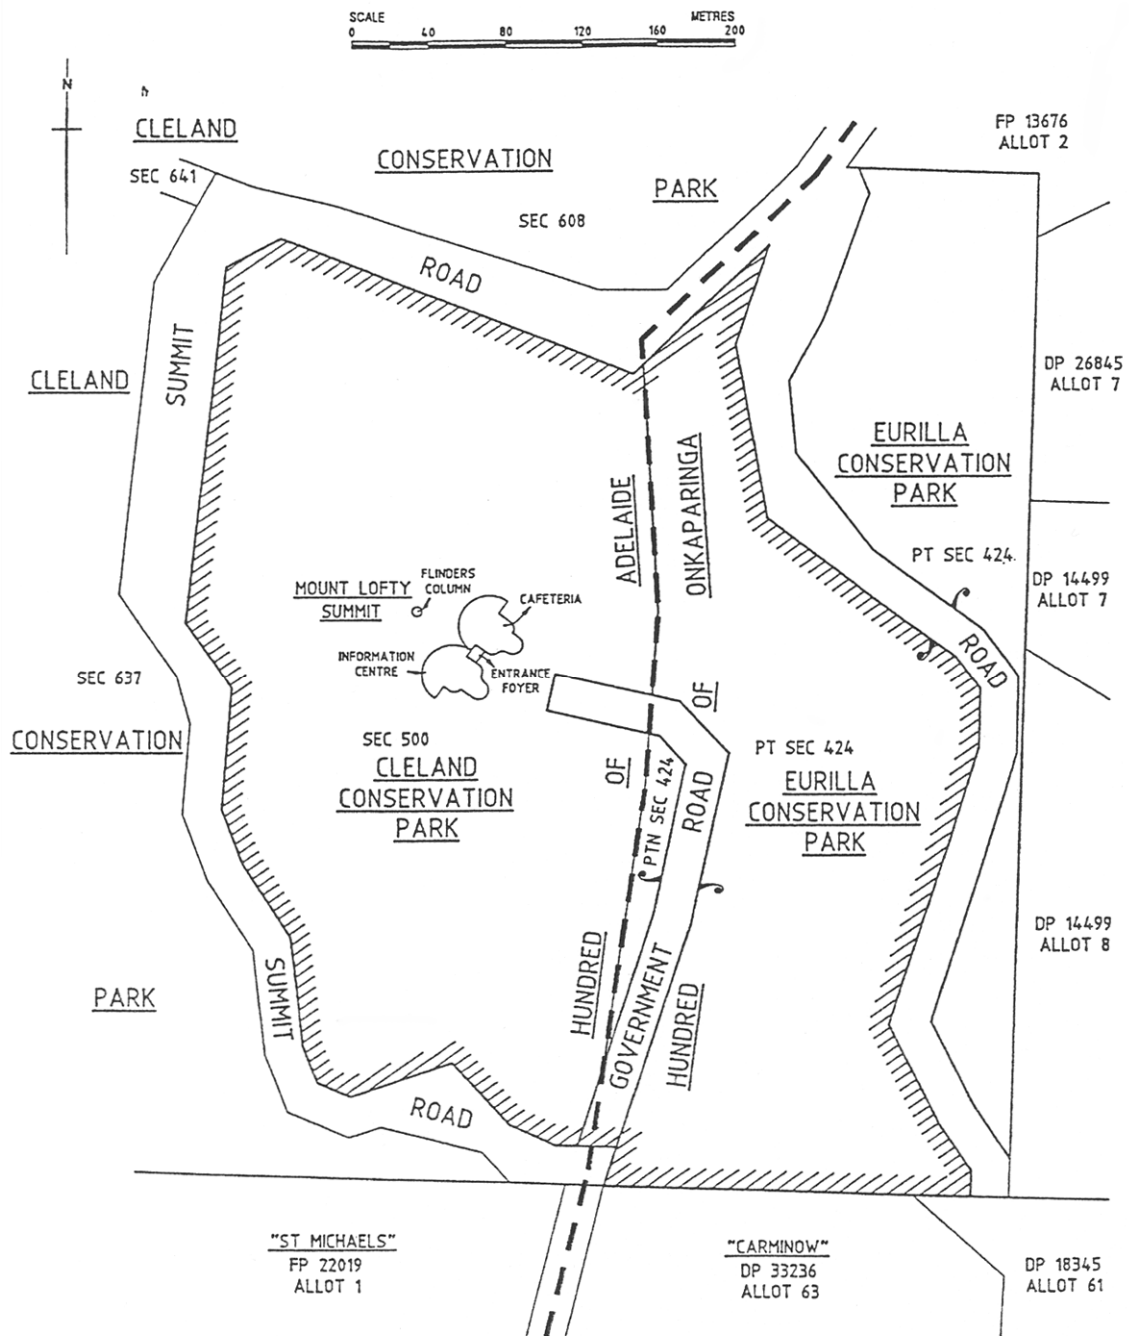 SCALE METRES
0 40 80 120 160 200
N
CLELAND
CONSERVATION
PARK
FP 13676
ALLOT 2
SEC 641
SEC 608
ROAD
SUMMIT
CLELAND
DP 26845
ALLOT 7
EURILLA
CONSERVATION
PARK
ADELAIDE
ONKAPARINGA
PT SEC 424.
DP 14499
ALLOT 7
MOUNT LOFTY
SUMMIT
FLINDERS
COLUMN
CAFETERIA
INFORMATION
CENTRE
ENTRANCE
FOYER
ROAD
SEC 637
CONSERVATION
SEC 500
CLELAND
CONSERVATION
PARK
OF
OF
PTN SEC 424
ROAD
PT SEC 424
EURILLA
CONSERVATION
PARK
DP 14499
ALLOT 8
PARK
SUMMIT
HUNDRED
GOVERNMENT
HUNDRED
ROAD
"ST MICHAELS"
FP 22019
ALLOT 1
"CARMINOW"
DP 33236
ALLOT 63
DP 18345
ALLOT 61